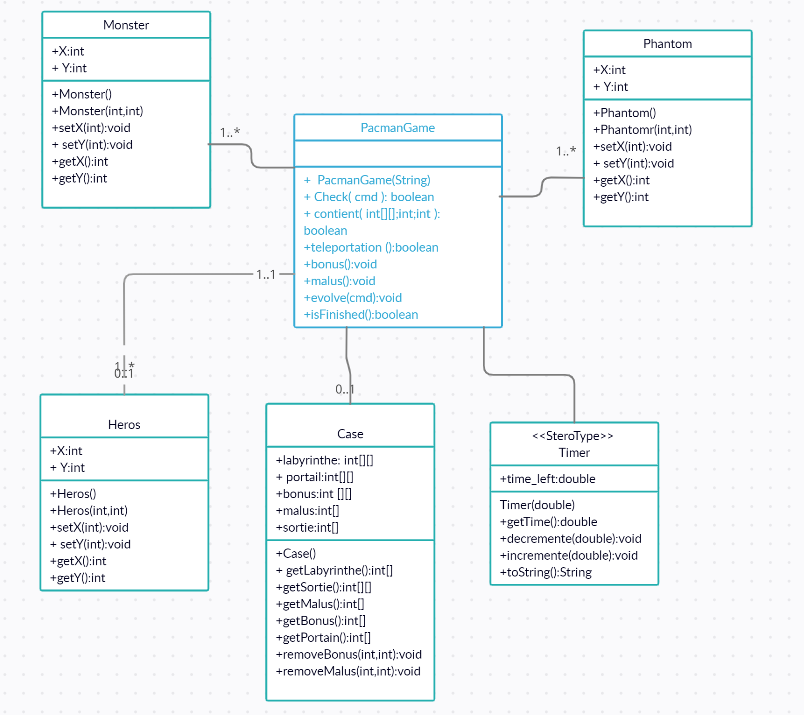 Monster
+X:int
+ Y:int
+Monster()
+Monster(int,int)
+setX(int):void
+ setY(int):void
+getX():int
+getY():int
1..*
PacmanGame
+ PacmanGame(String)
+ Check( cmd ): boolean
+ contient( int[][];int;int ):
boolean
+teleportation ():boolean
+bonus():void
+malus():void
+evolve(cmd):void
+isFinished():boolean
1..*
Phantom
+X:int
+ Y:int
+Phantom()
+Phantomr(int,int)
+setX(int):void
+ setY(int):void
+getX():int
+getY():int
1..1
1..*
0..1
Heros
+X:int
+ Y:int
+Heros()
+Heros(int,int)
+setX(int):void
+ setY(int):void
+getX():int
+getY():int
0..1
Case
+labyrinthe: int[][]
+ portail:int[][]
+bonus:int [][]
+malus:int[]
+sortie:int[]
+Case()
+ getLabyrinthe():int[]
+getSortie():int[][]
+getMalus():int[]
+getBonus():int[]
+getPortain():int[]
+removeBonus(int,int):void
+removeMalus(int,int):void
<<SteroType>>
Timer
+time_left:double
Timer(double)
+getTime():double
+decremente(double):void
+incremente(double):void
+toString():String